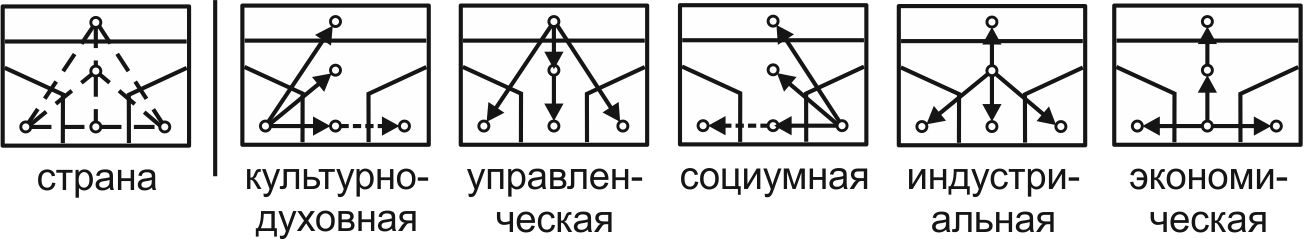 страна
культурно-
духовная
управлен-
ческая
социумная
индустри-
альная
экономи-
ческая